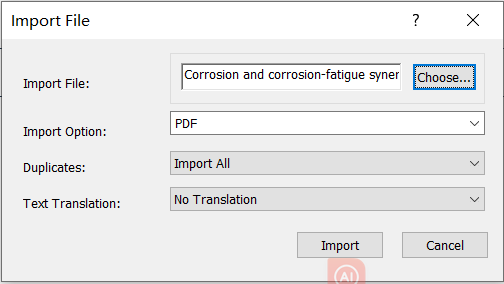 Import File
?
Import File:
Corrosion and corrosion-fatigue syner
Choose...
Import Option:
PDF
Duplicates:
Import All
Text Translation:
No Translation
Import
Cancel
AI